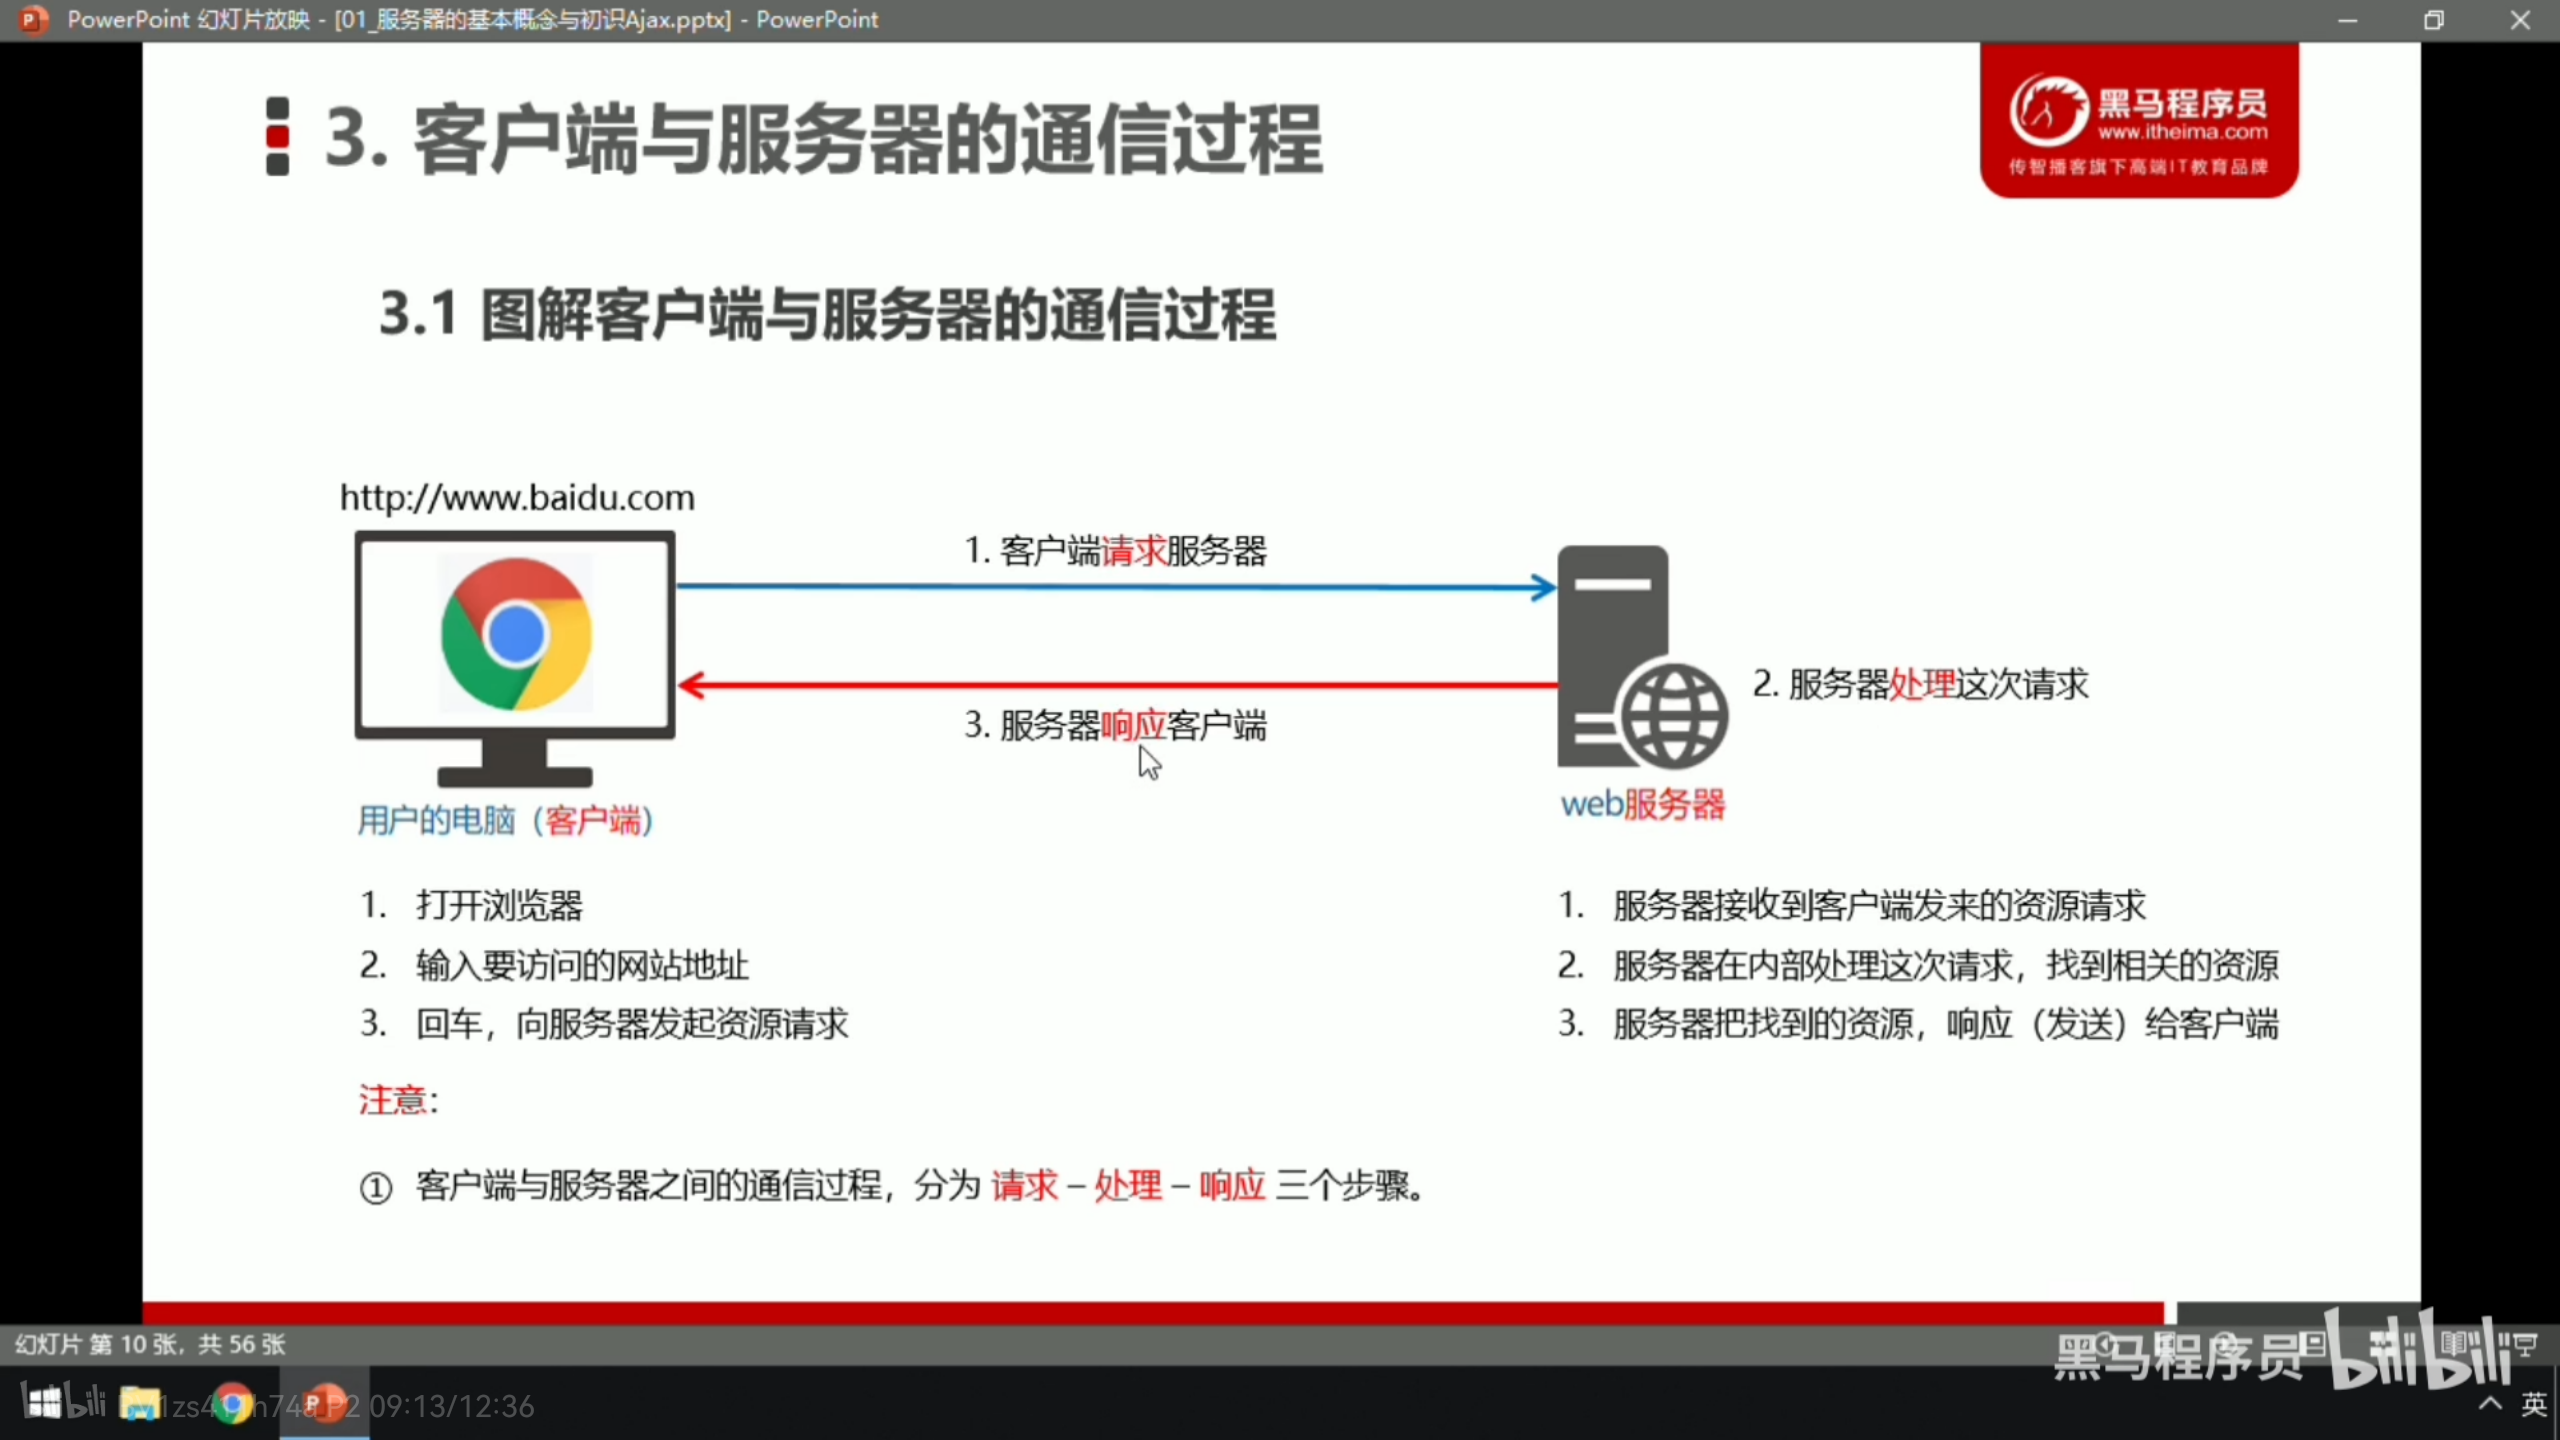 PowerPoint 幻灯片放映 - [01_服务器的基本概念与初识Ajax.pptx] - PowerPoint
黑马程序员
www.itheima.com
传智播客旗下高端IT教育品牌
3. 客户端与服务器的通信过程
3.1 图解客户端与服务器的通信过程
http://www.baidu.com
1. 客户端请求服务器
2. 服务器处理这次请求
3. 服务器响应客户端
用户的电脑（客户端）
web服务器
1. 打开浏览器
2. 输入要访问的网站地址
3. 回车，向服务器发起资源请求
1. 服务器接收到客户端发来的资源请求
2. 服务器在内部处理这次请求，找到相关的资源
3. 服务器把找到的资源，响应（发送）给客户端
注意：
① 客户端与服务器之间的通信过程，分为 请求 – 处理 – 响应 三个步骤。
幻灯片 第 10 张，共 56 张
黑马程序员 bilibili
bilibili
P2 09:13/12:36
英